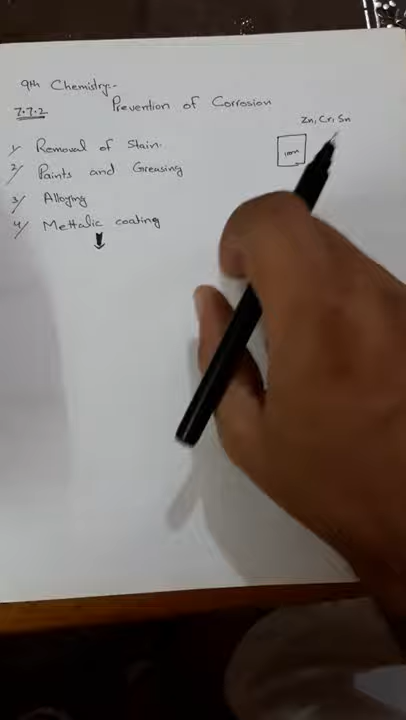 9th Chemistry:-
7.7.2 Prevention of Corrosion
Zn, Cr, Sn
1/ Removal of Stain.
iron
2/ Paints and Greasing
3/ Alloying
4/ Mettalic coating